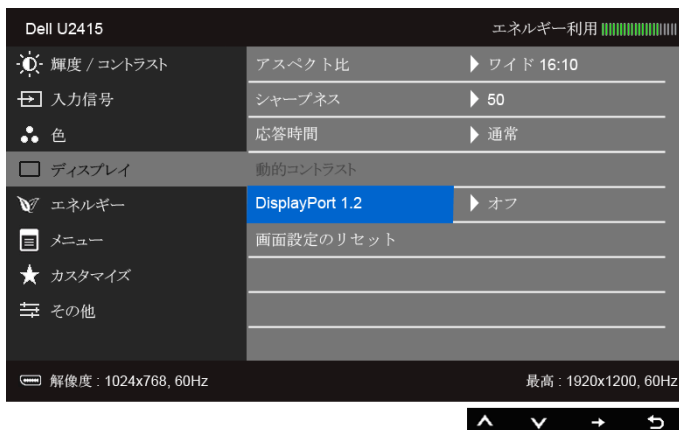 Dell U2415 エネルギー利用
輝度 / コントラスト アスペクト比 ワイド 16:10
入力信号 シャープネス 50
色 応答時間 通常
ディスプレイ 動的コントラスト
エネルギー DisplayPort 1.2 オフ
メニュー 画面設定のリセット
カスタマイズ
その他
解像度 : 1024x768, 60Hz 最高 : 1920x1200, 60Hz